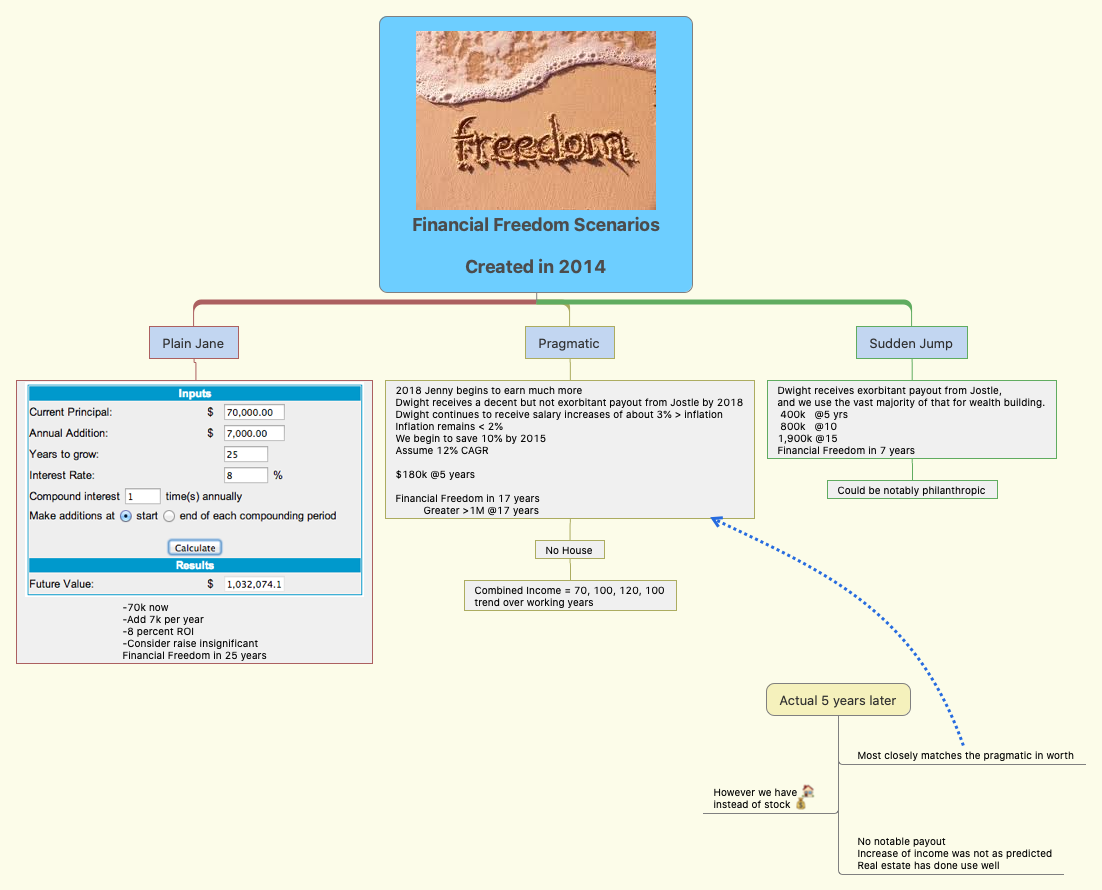 freedom
Financial Freedom Scenarios
Created in 2014
Plain Jane
Inputs
Current Principal: $ 70,000.00
Annual Addition: $ 7,000.00
Years to grow: 25
Interest Rate: 8 %
Compound interest 1 time(s) annually
Make additions at start end of each compounding period
Calculate
Results
Future Value: $ 1,032,074.1
-70k now
-Add 7k per year
-8 percent ROI
-Consider raise insignificant
Financial Freedom in 25 years
Pragmatic
2018 Jenny begins to earn much more
Dwight receives a decent but not exorbitant payout from Jostle by 2018
Dwight continues to receive salary increases of about 3% > inflation
Inflation remains < 2%
We begin to save 10% by 2015
Assume 12% CAGR
$180k @5 years
Financial Freedom in 17 years
Greater >1M @17 years
No House
Combined Income = 70, 100, 120, 100
trend over working years
Sudden Jump
Dwight receives exorbitant payout from Jostle,
and we use the vast majority of that for wealth building.
400k @5 yrs
800k @10
1,900k @15
Financial Freedom in 7 years
Could be notably philanthropic
Actual 5 years later
Most closely matches the pragmatic in worth
However we have 🏠
instead of stock 💰
No notable payout
Increase of income was not as predicted
Real estate has done use well